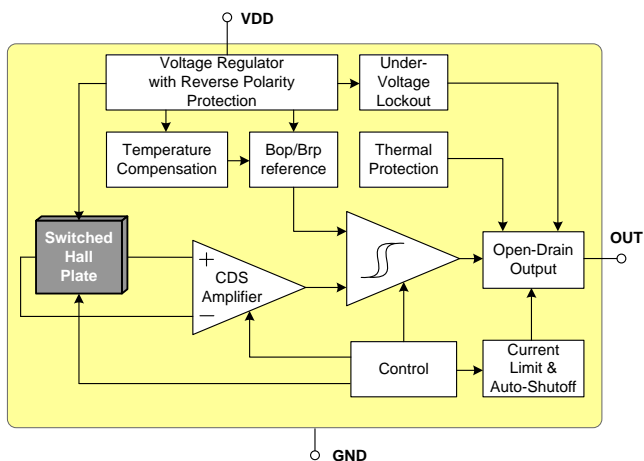 VDD
Voltage Regulator
with Reverse Polarity
Protection
Under-
Voltage
Lockout
Temperature
Compensation
Bop/Brp
reference
Thermal
Protection
Switched
Hall
Plate
+
CDS
Amplifier
–
OUT
Open-Drain
Output
Control
Current
Limit &
Auto-Shutoff
GND